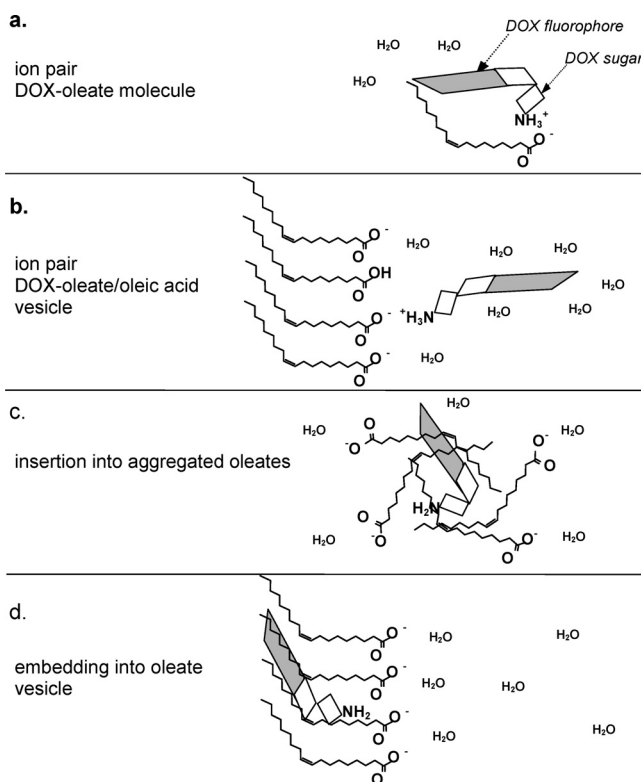 a.
ion pair
DOX-oleate molecule
H₂O
H₂O
H₂O
DOX fluorophore
DOX sugar
NH₃⁺
O⁻
O
b.
ion pair
DOX-oleate/oleic acid
vesicle
O⁻
O
OH
O
O⁻
O
O⁻
O
H₂O
H₂O
H₂O
H₂O
⁺H₃N
H₂O
H₂O
H₂O
c.
insertion into aggregated oleates
H₂O
H₂O
H₂O
⁻O
O
O⁻
O
H₂N
O
O⁻
O⁻
O
H₂O
H₂O
d.
embedding into oleate
vesicle
O⁻
O
H₂O
H₂O
O⁻
O
H₂O
H₂O
NH₂
O⁻
O
H₂O
H₂O
O⁻
O